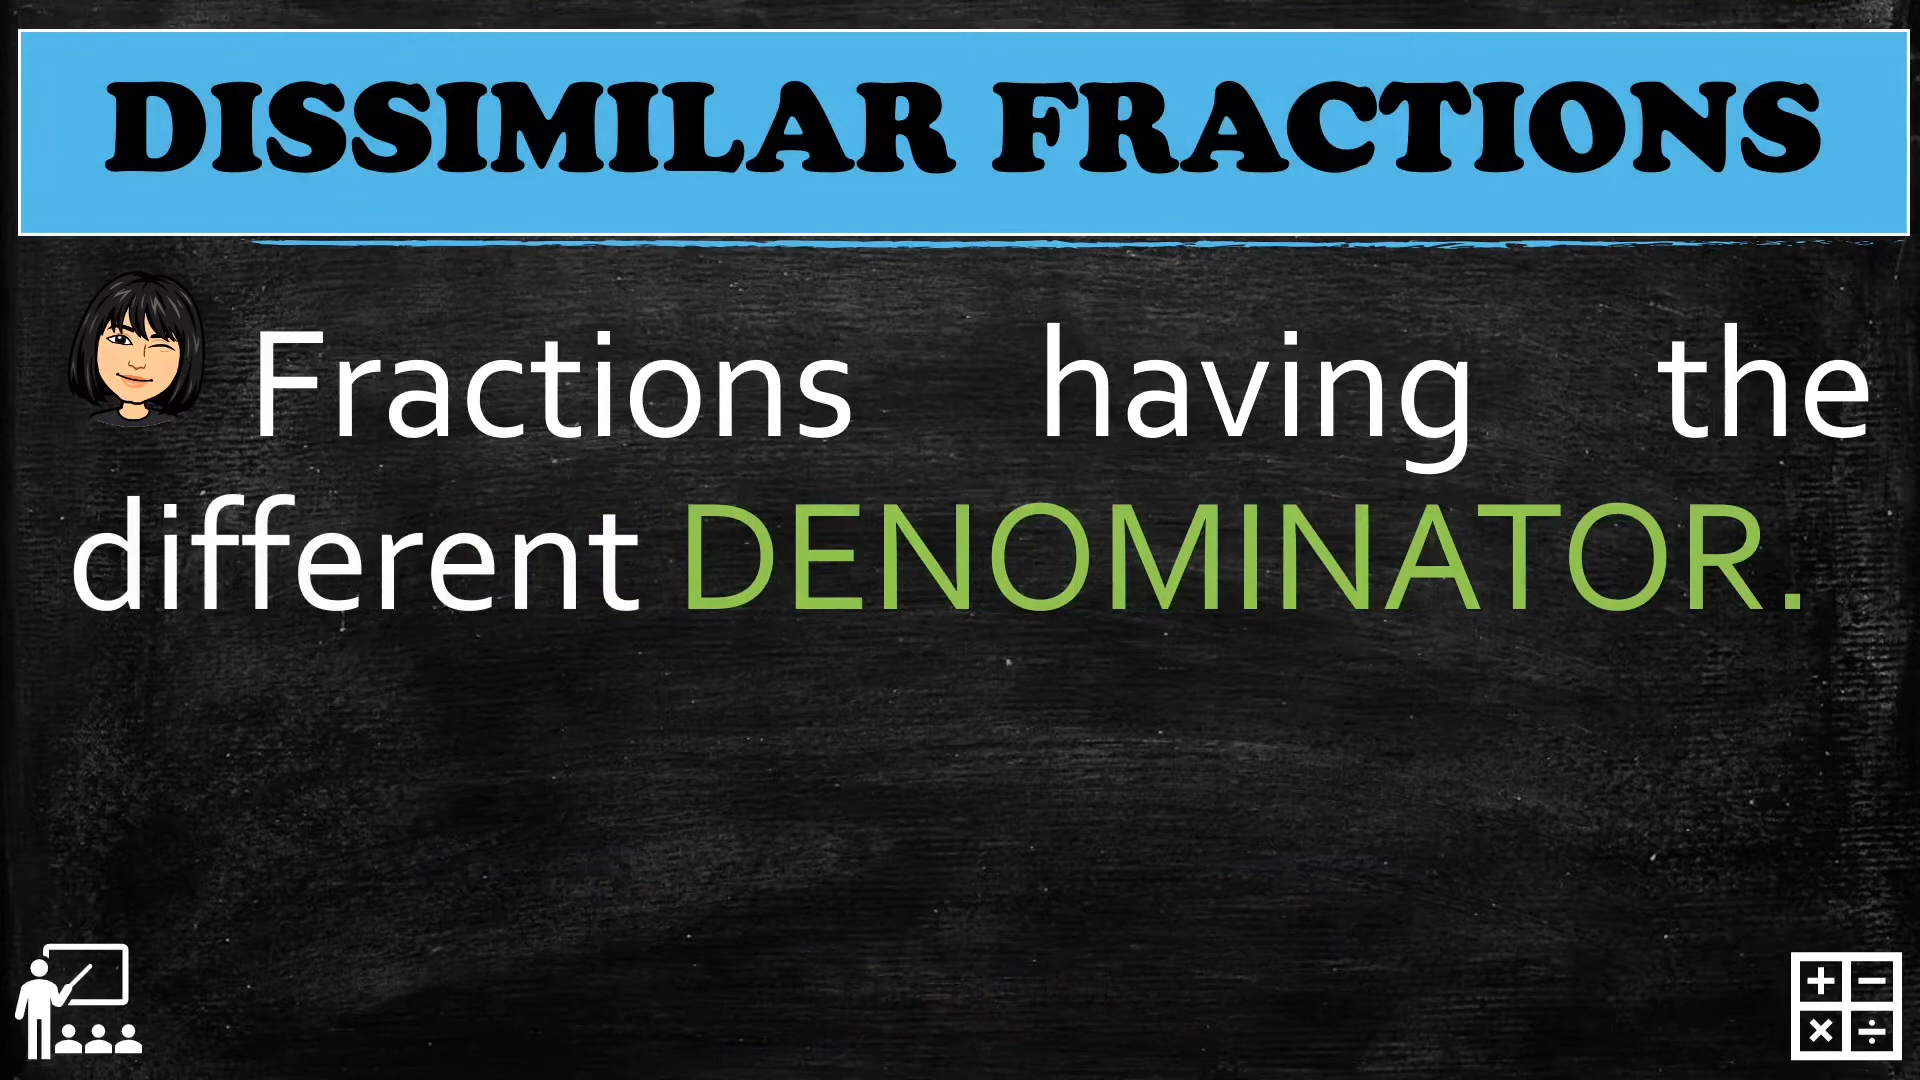 DISSIMILAR FRACTIONS
Fractions having the
different DENOMINATOR.